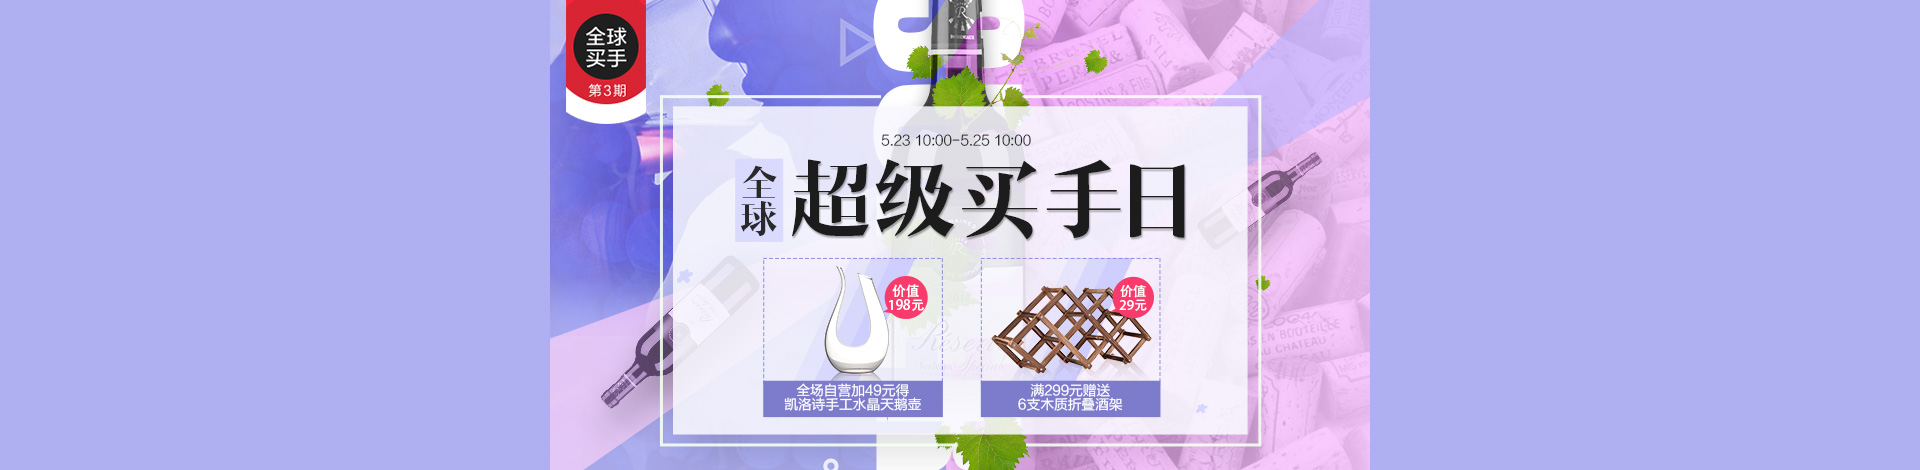 全球
买手
第3期
5.23 10:00-5.25 10:00
全球
超级买手日
价值
198元
全场自营加49元得
凯洛诗手工水晶天鹅壶
价值
29元
满299元赠送
6支木质折叠酒架